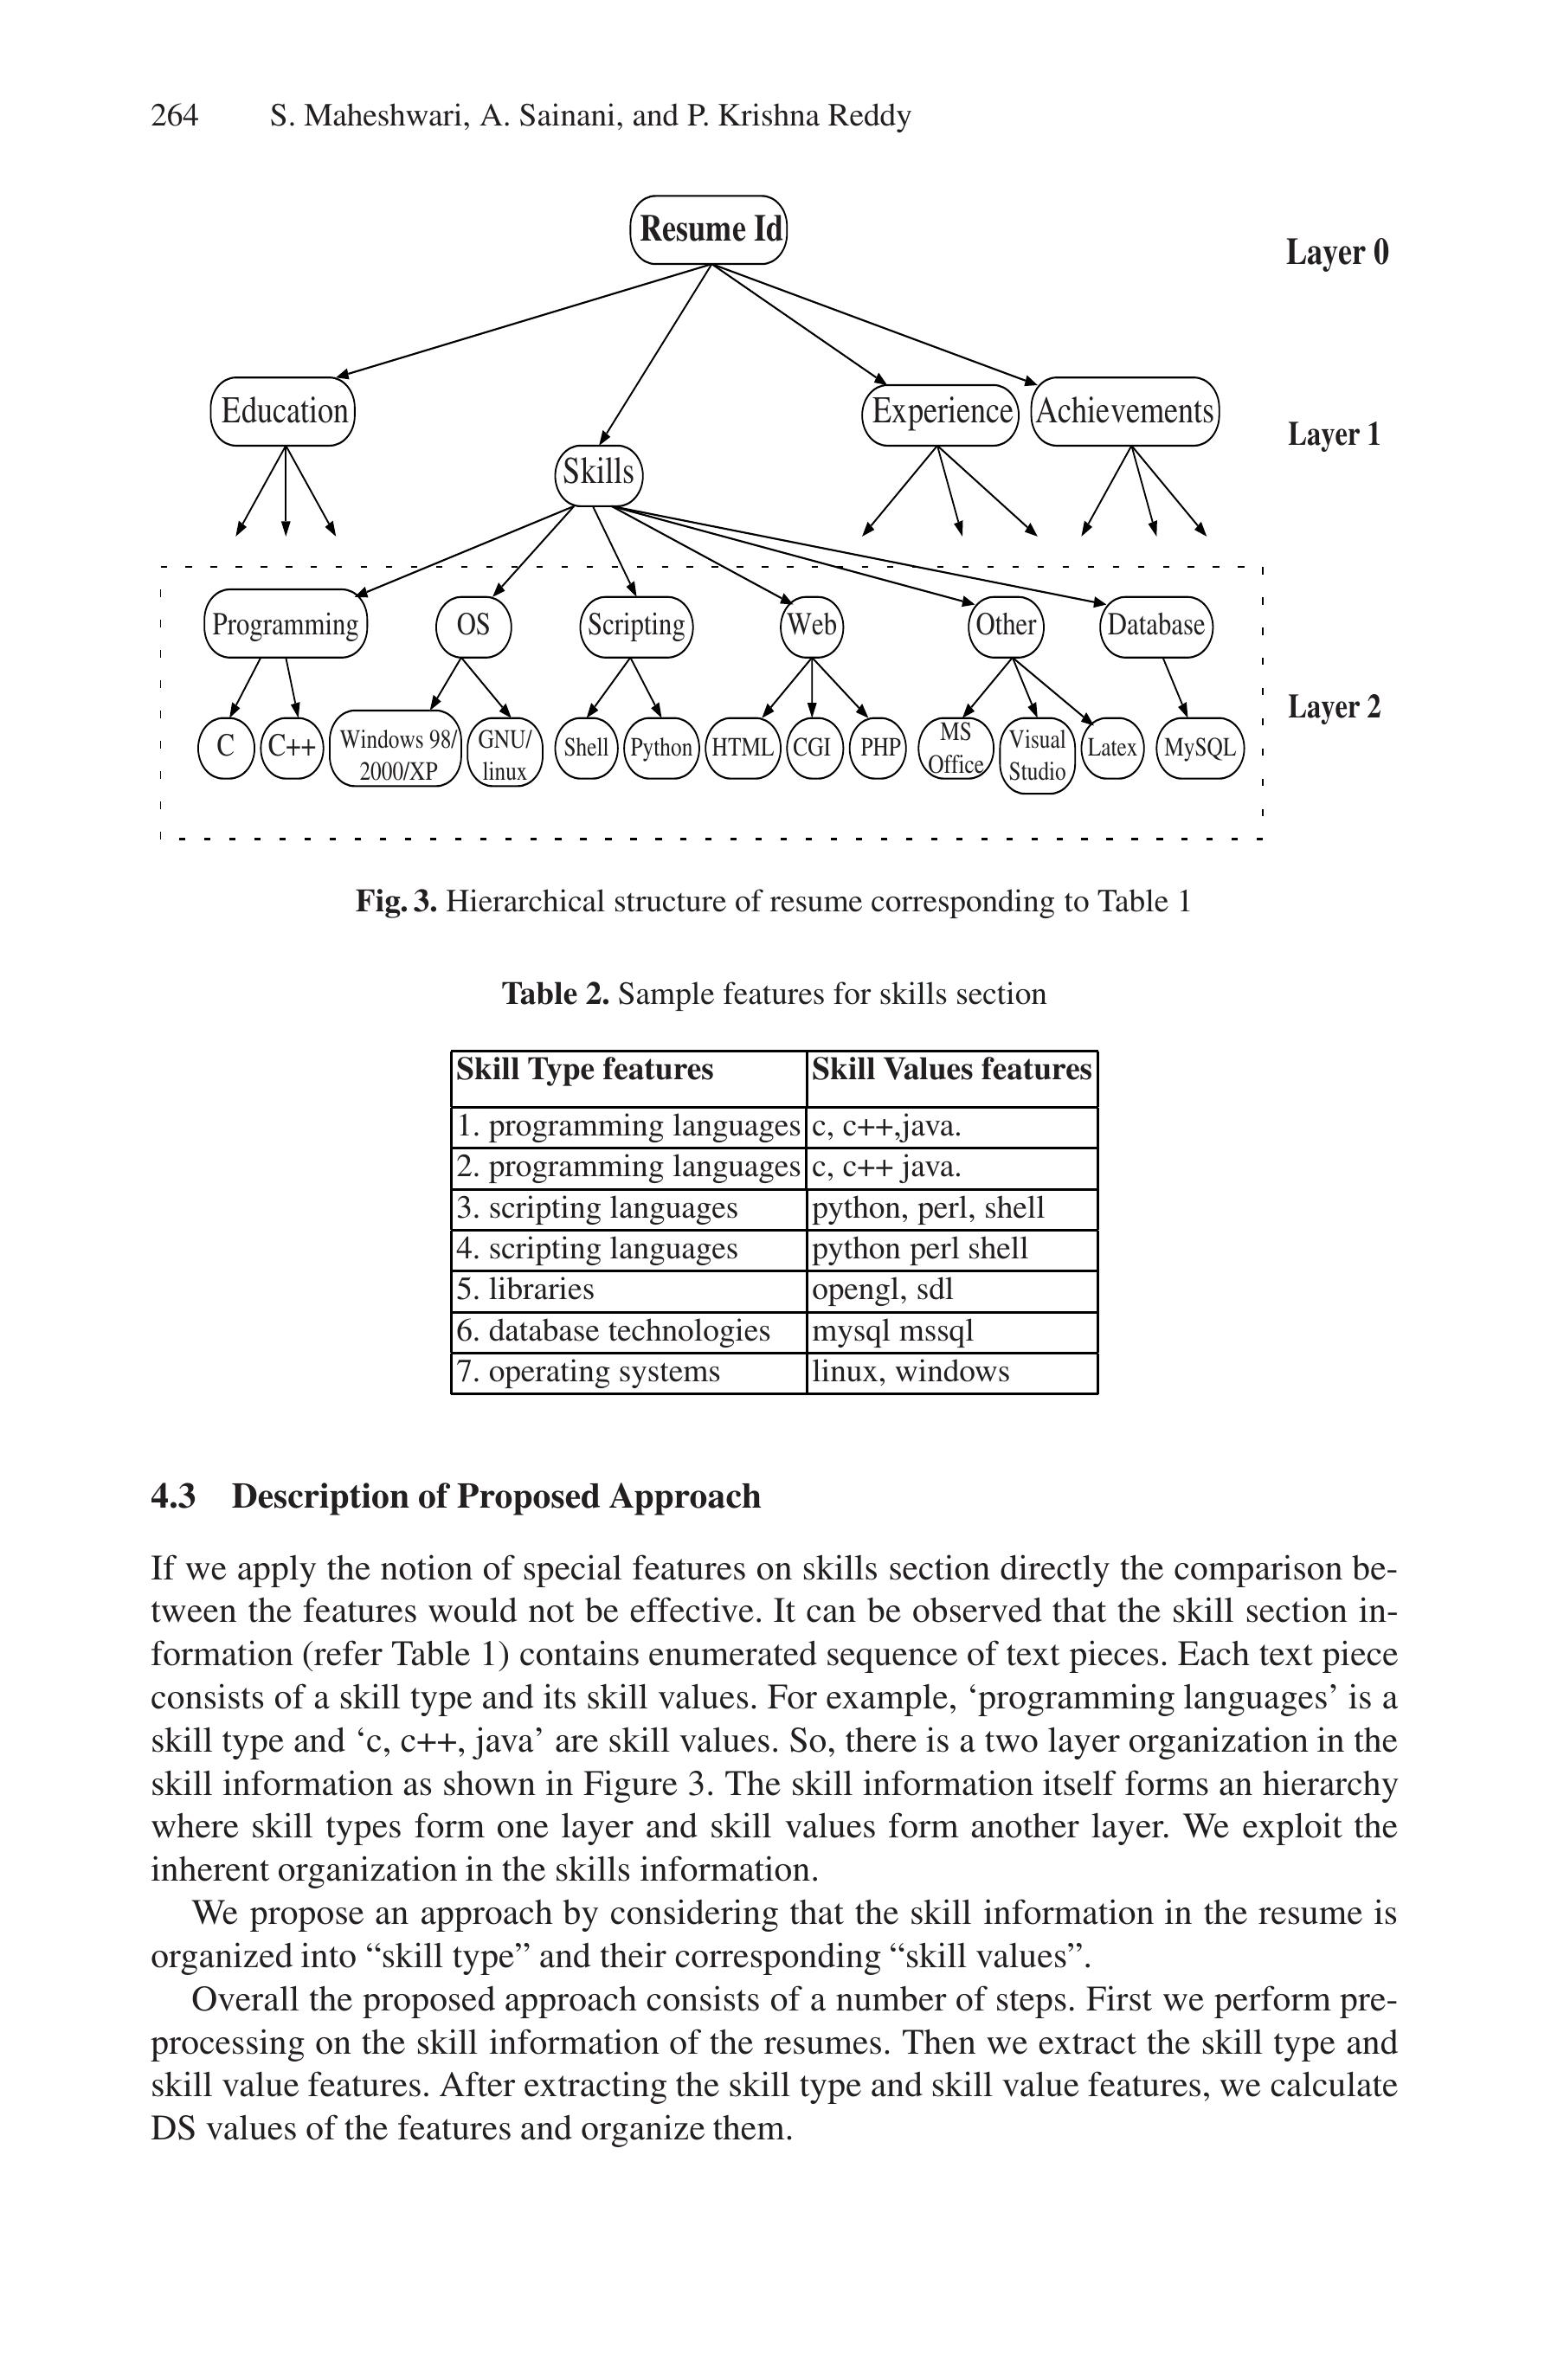 264 S. Maheshwari, A. Sainani, and P. Krishna Reddy
Resume Id
Layer 0
Education
Experience
Achievements
Layer 1
Skills
Programming
OS
Scripting
Web
Other
Database
Layer 2
C
C++
Windows 98/
2000/XP
GNU/
linux
Shell
Python
HTML
CGI
PHP
MS
Office
Visual
Studio
Latex
MySQL
Fig. 3. Hierarchical structure of resume corresponding to Table 1
Table 2. Sample features for skills section
Skill Type features Skill Values features
1. programming languages c, c++,java.
2. programming languages c, c++ java.
3. scripting languages python, perl, shell
4. scripting languages python perl shell
5. libraries opengl, sdl
6. database technologies mysql mssql
7. operating systems linux, windows
4.3 Description of Proposed Approach
If we apply the notion of special features on skills section directly the comparison be-
tween the features would not be effective. It can be observed that the skill section in-
formation (refer Table 1) contains enumerated sequence of text pieces. Each text piece
consists of a skill type and its skill values. For example, ‘programming languages’ is a
skill type and ‘c, c++, java’ are skill values. So, there is a two layer organization in the
skill information as shown in Figure 3. The skill information itself forms an hierarchy
where skill types form one layer and skill values form another layer. We exploit the
inherent organization in the skills information.
We propose an approach by considering that the skill information in the resume is
organized into “skill type” and their corresponding “skill values”.
Overall the proposed approach consists of a number of steps. First we perform pre-
processing on the skill information of the resumes. Then we extract the skill type and
skill value features. After extracting the skill type and skill value features, we calculate
DS values of the features and organize them.